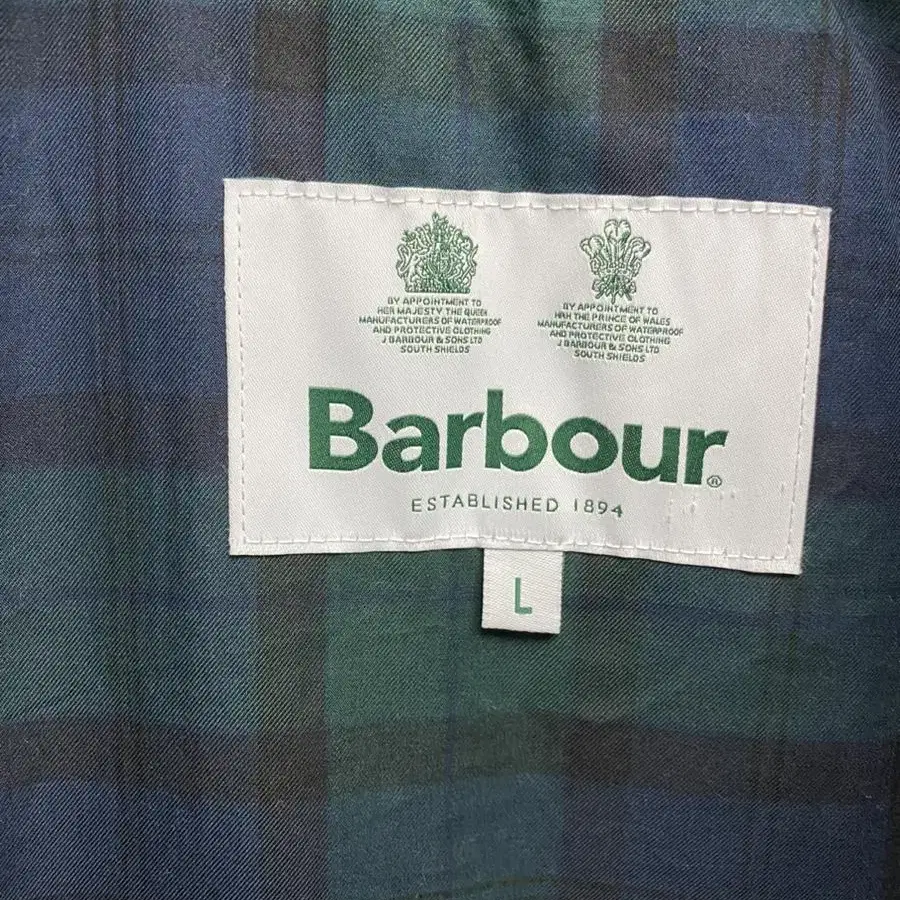 BY APPOINTMENT TO
HER MAJESTY THE QUEEN
MANUFACTURERS OF WATERPROOF
AND PROTECTIVE CLOTHING
J BARBOUR & SONS LTD
SOUTH SHIELDS
BY APPOINTMENT TO
HRH THE PRINCE OF WALES
MANUFACTURERS OF WATERPROOF
AND PROTECTIVE CLOTHING
J BARBOUR & SONS LTD
SOUTH SHIELDS
Barbour®
ESTABLISHED 1894
L